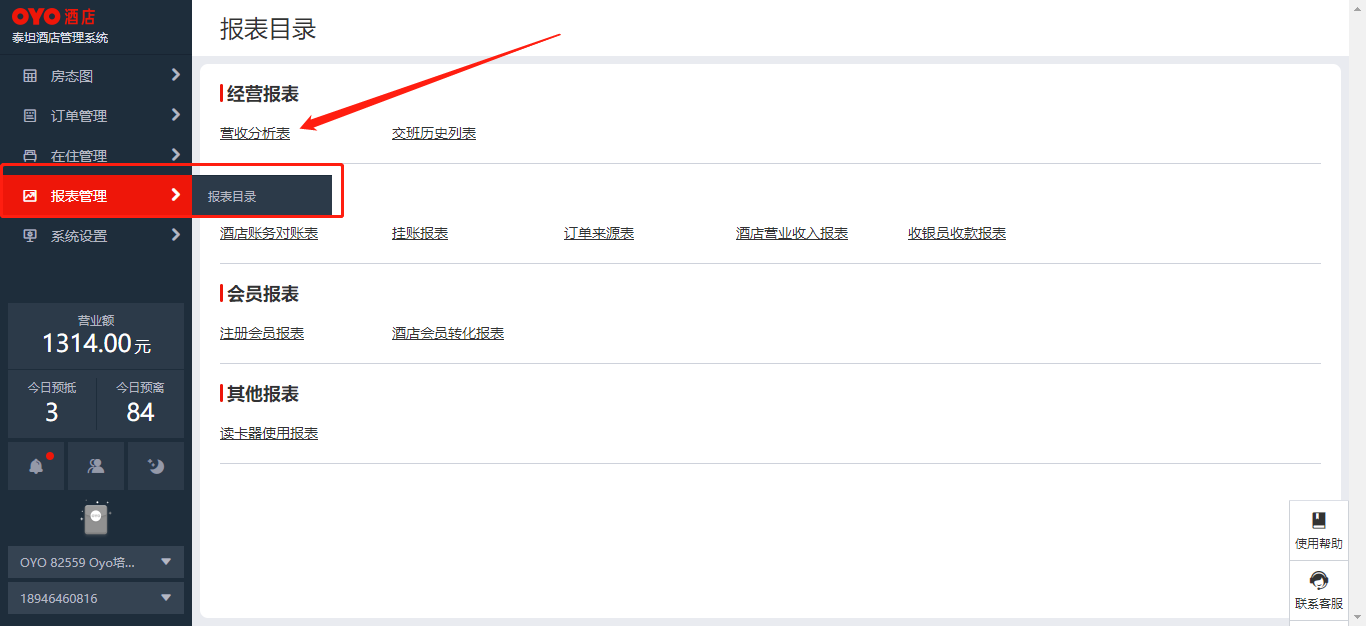 OYO 酒店
泰坦酒店管理系统
房态图
订单管理
在住管理
报表管理
报表目录
系统设置
营业额
1314.00元
今日预抵
3
今日预离
84
OYO 82559 Oyo培...
18946460816
报表目录
经营报表
营收分析表
交班历史列表
酒店账务对账表
挂账报表
订单来源表
酒店营业收入报表
收银员收款报表
会员报表
注册会员报表
酒店会员转化报表
其他报表
读卡器使用报表
使用帮助
联系客服